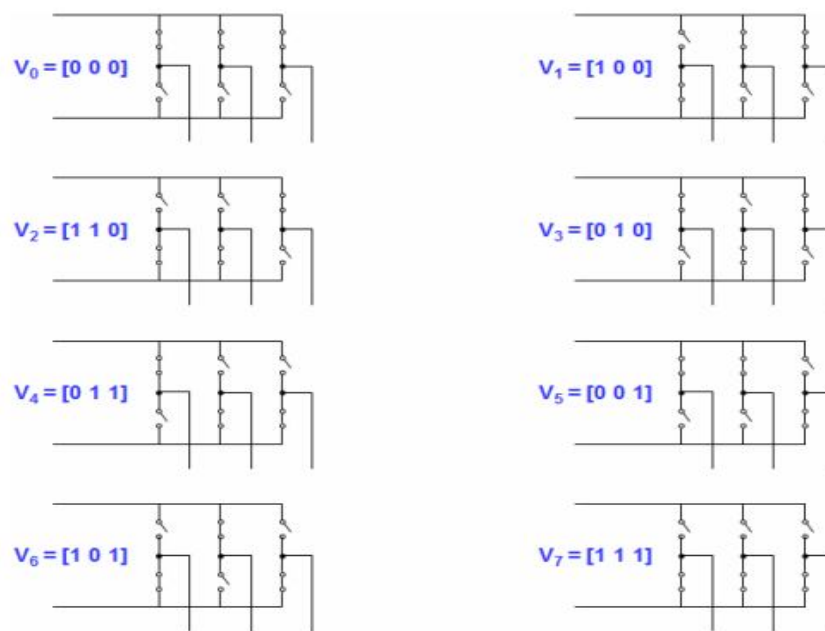 V₀ = [0 0 0]
V₁ = [1 0 0]
V₂ = [1 1 0]
V₃ = [0 1 0]
V₄ = [0 1 1]
V₅ = [0 0 1]
V₆ = [1 0 1]
V₇ = [1 1 1]